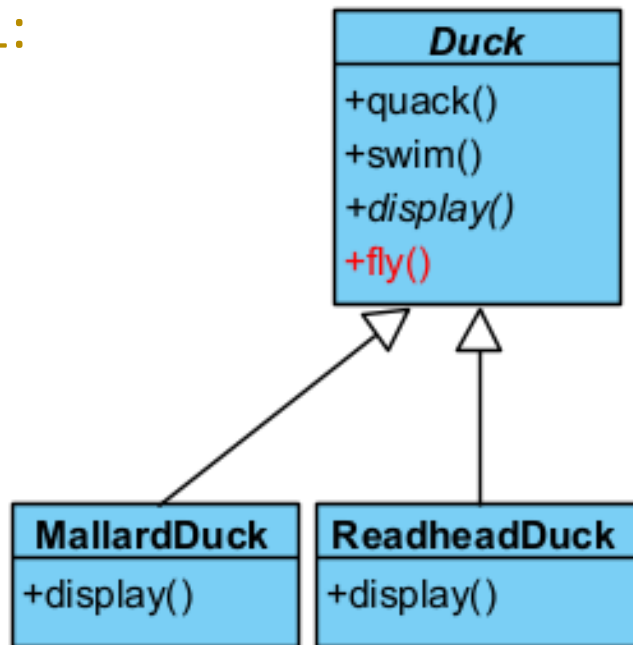 :
Duck
+quack()
+swim()
+display()
+fly()
MallardDuck
+display()
ReadheadDuck
+display()